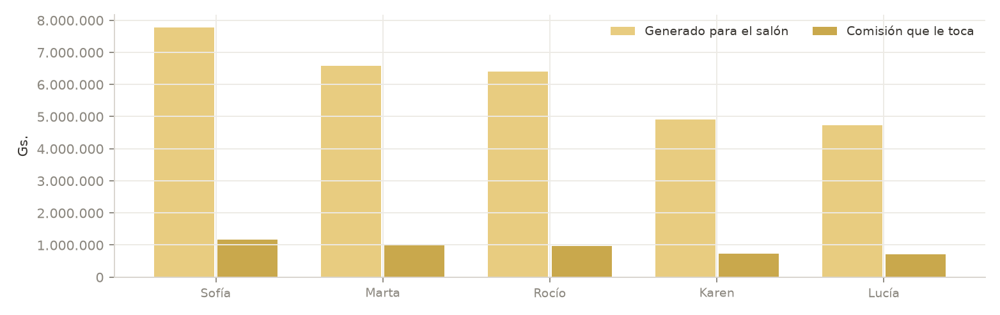 8.000.000
7.000.000
6.000.000
5.000.000
4.000.000
3.000.000
2.000.000
1.000.000
0
Gs.
Generado para el salón
Comisión que le toca
Sofía
Marta
Rocío
Karen
Lucía